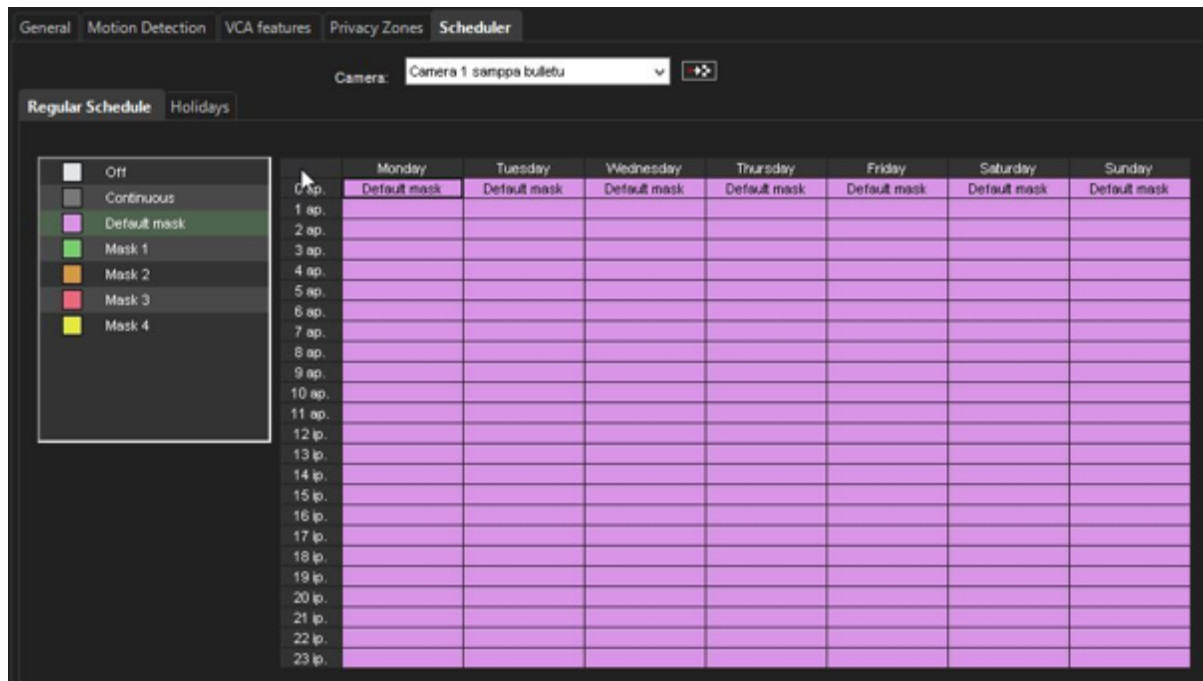 General Motion Detection VCA features Privacy Zones Scheduler
Camera: Camera 1 samppa bulletu
Regular Schedule Holidays
Off
Continuous
Default mask
Mask 1
Mask 2
Mask 3
Mask 4
Monday Tuesday Wednesday Thursday Friday Saturday Sunday
0 ap. Default mask Default mask Default mask Default mask Default mask Default mask Default mask
1 ap.
2 ap.
3 ap.
4 ap.
5 ap.
6 ap.
7 ap.
8 ap.
9 ap.
10 ap.
11 ap.
12 ip.
13 ip.
14 ip.
15 ip.
16 ip.
17 ip.
18 ip.
19 ip.
20 ip.
21 ip.
22 ip.
23 ip.